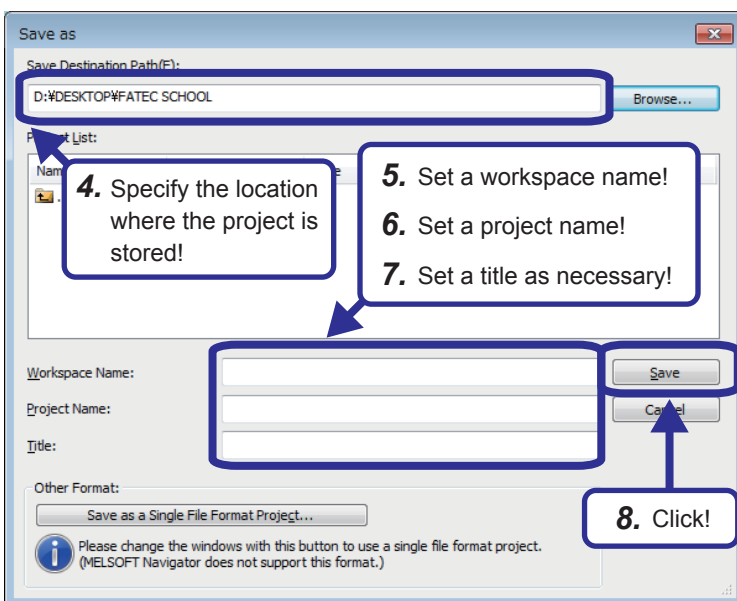 Save as
Save Destination Path(F):
D:¥DESKTOP¥FATEC SCHOOL
Browse...
List:
4. Specify the location
where the project is
stored!
5. Set a workspace name!
6. Set a project name!
7. Set a title as necessary!
Workspace Name:
Save
Project Name:
Title:
Other Format:
Save as a Single File Format Project...
8. Click!
Please change the windows with this button to use a single file format project.
(MELSOFT Navigator does not support this format.)